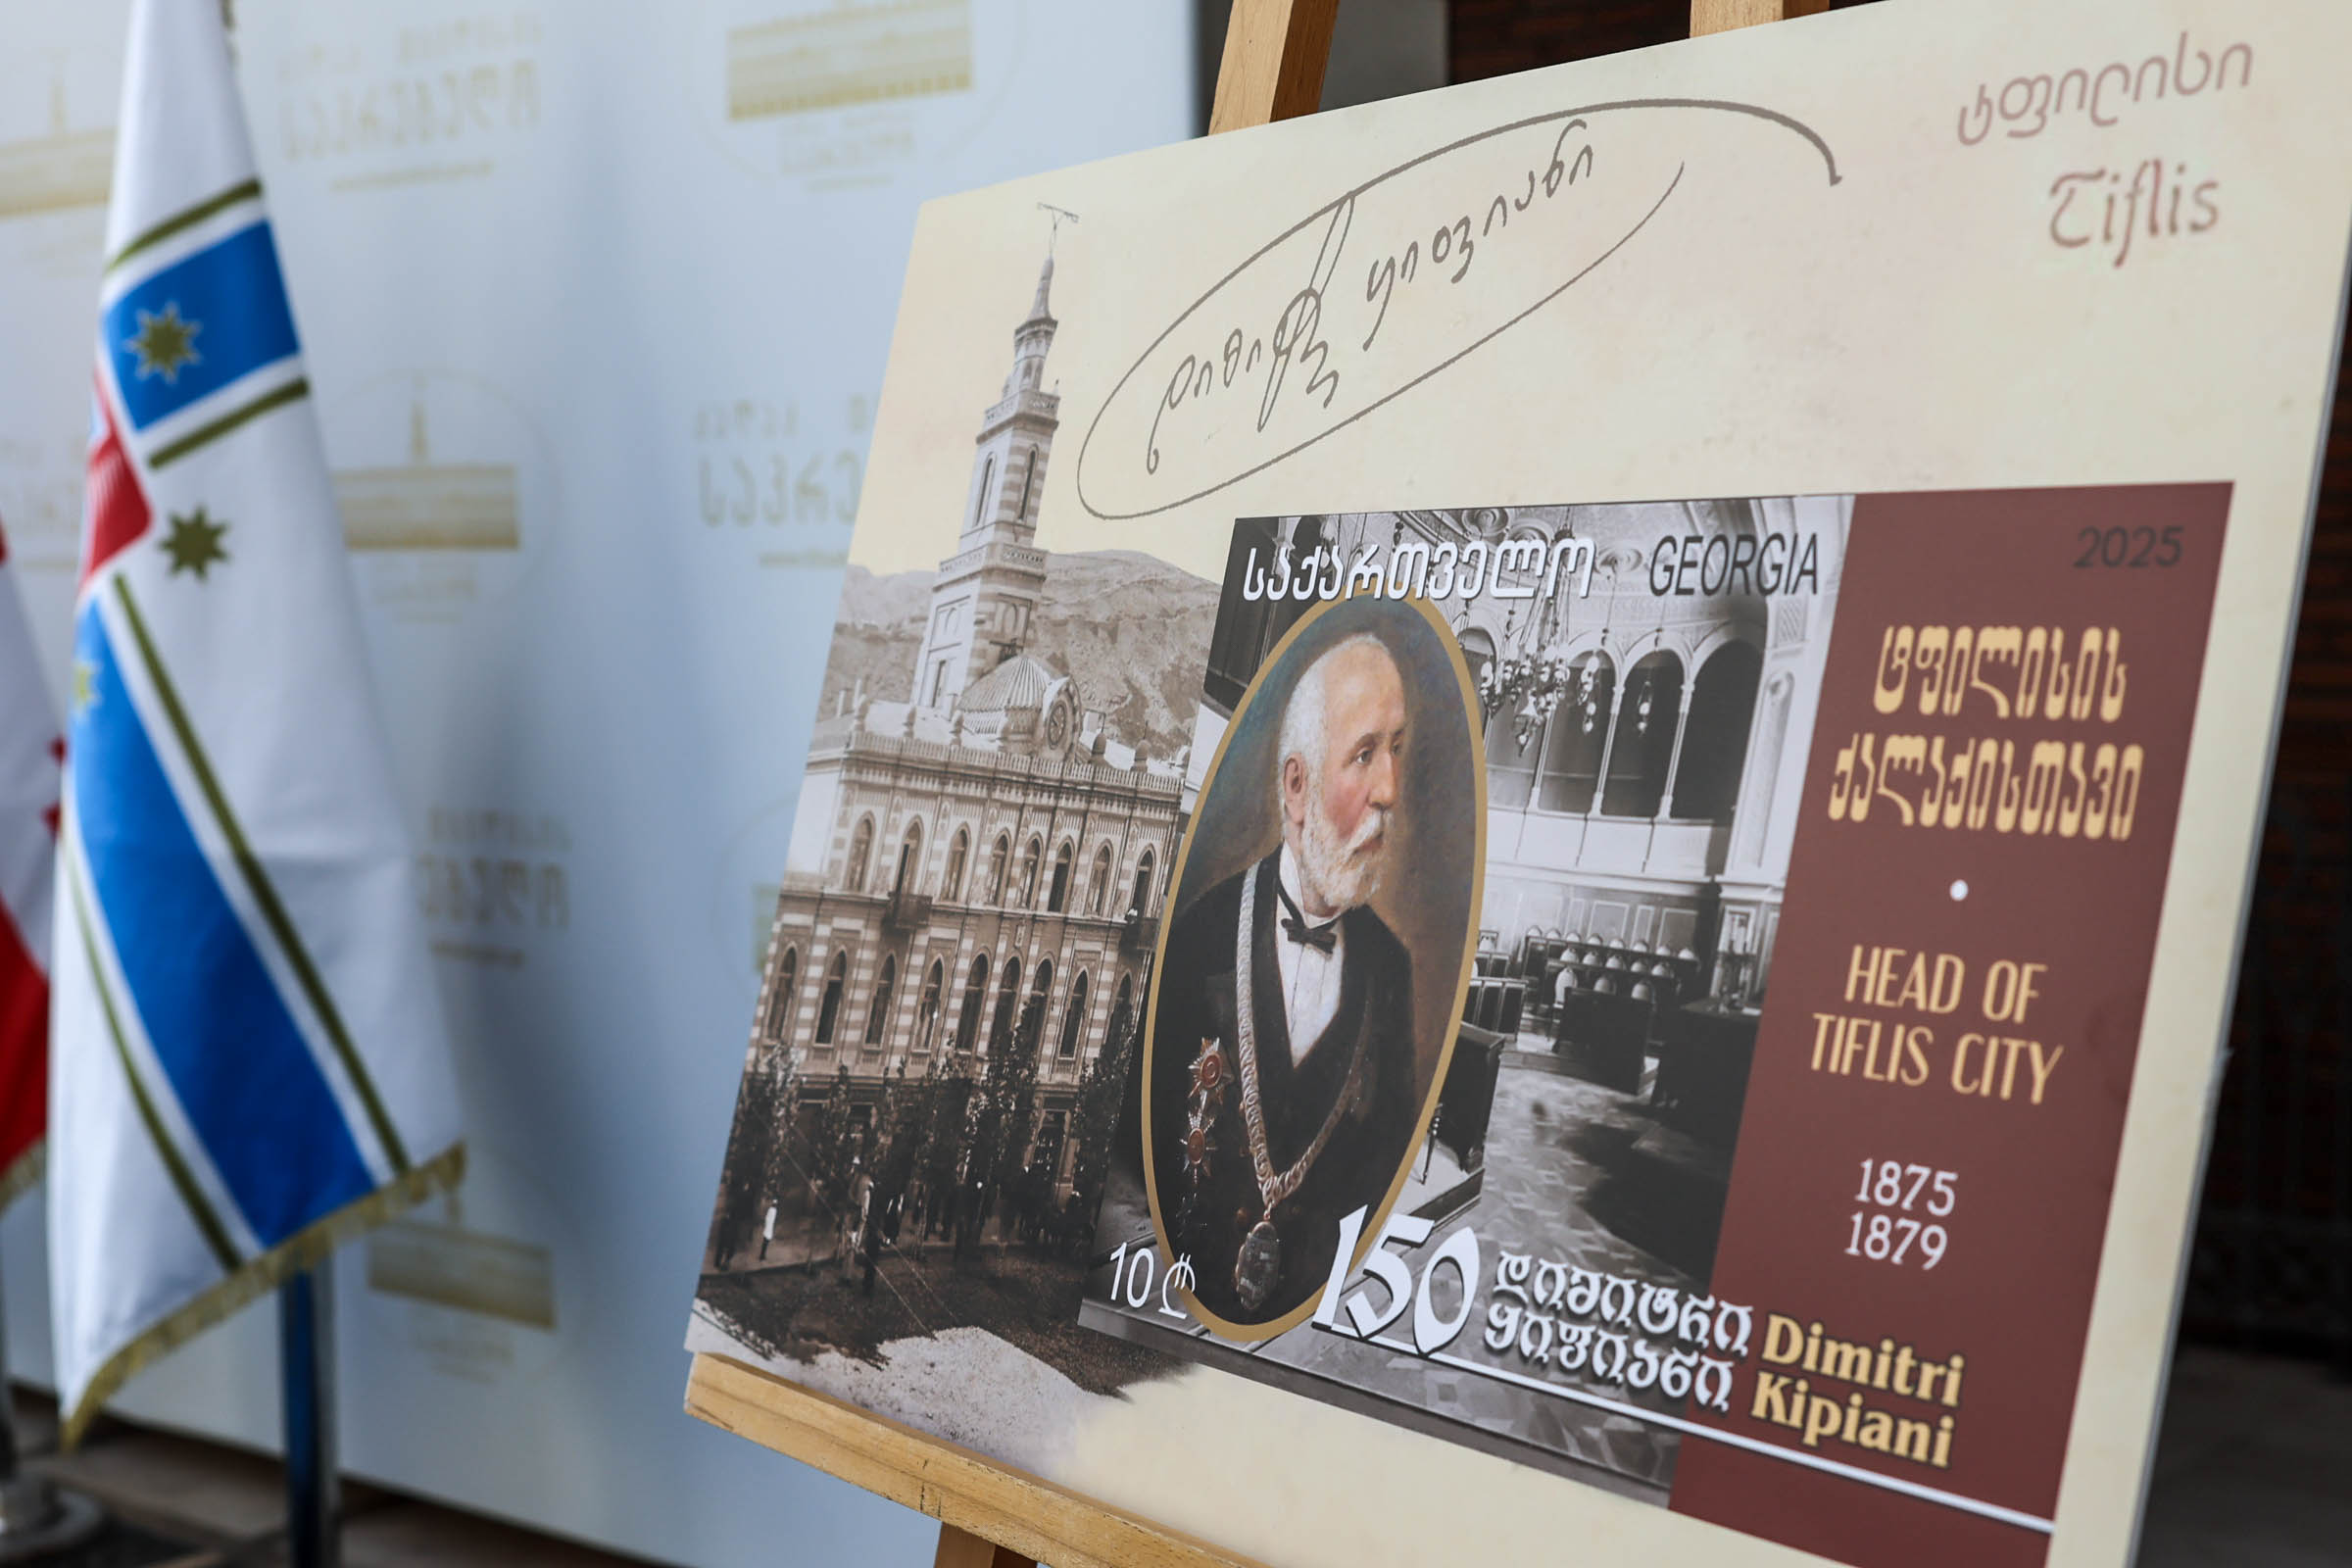 ტფილისი
Tiflis
დიმიტრი ყიფიანი
საქართველო GEORGIA
2025
ტფილისის
ქალაქისთავი
•
HEAD OF
TIFLIS CITY
1875
1879
10 ₾
150
დიმიტრი
ყიფიანი
Dimitri
Kipiani